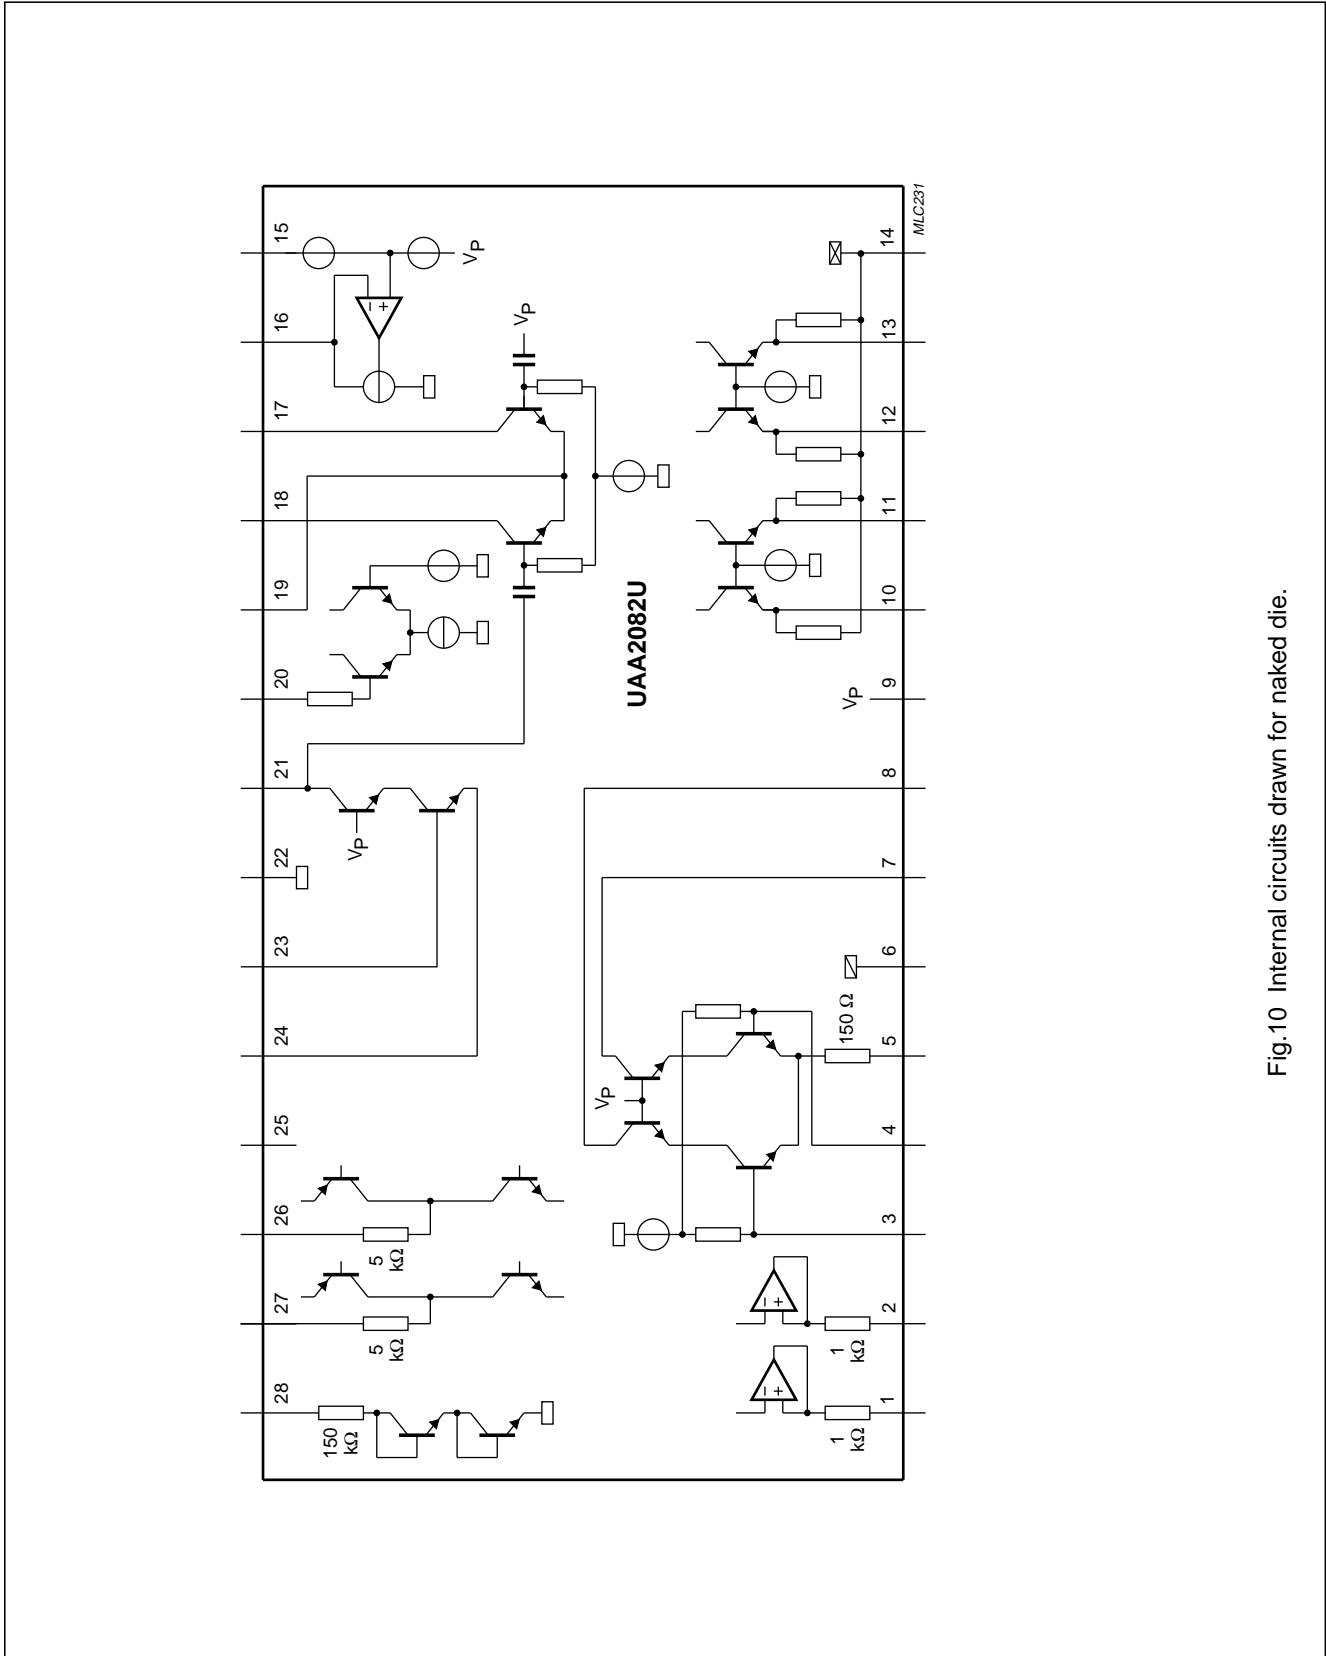 28
27
26
25
24
23
22
21
20
19
18
17
16
15
150
kΩ
5
kΩ
5
kΩ
VP
VP
VP
UAA2082U
VP
VP
150 Ω
1
kΩ
1
kΩ
1
2
3
4
5
6
7
8
9
10
11
12
13
14
MLC231
Fig.10 Internal circuits drawn for naked die.